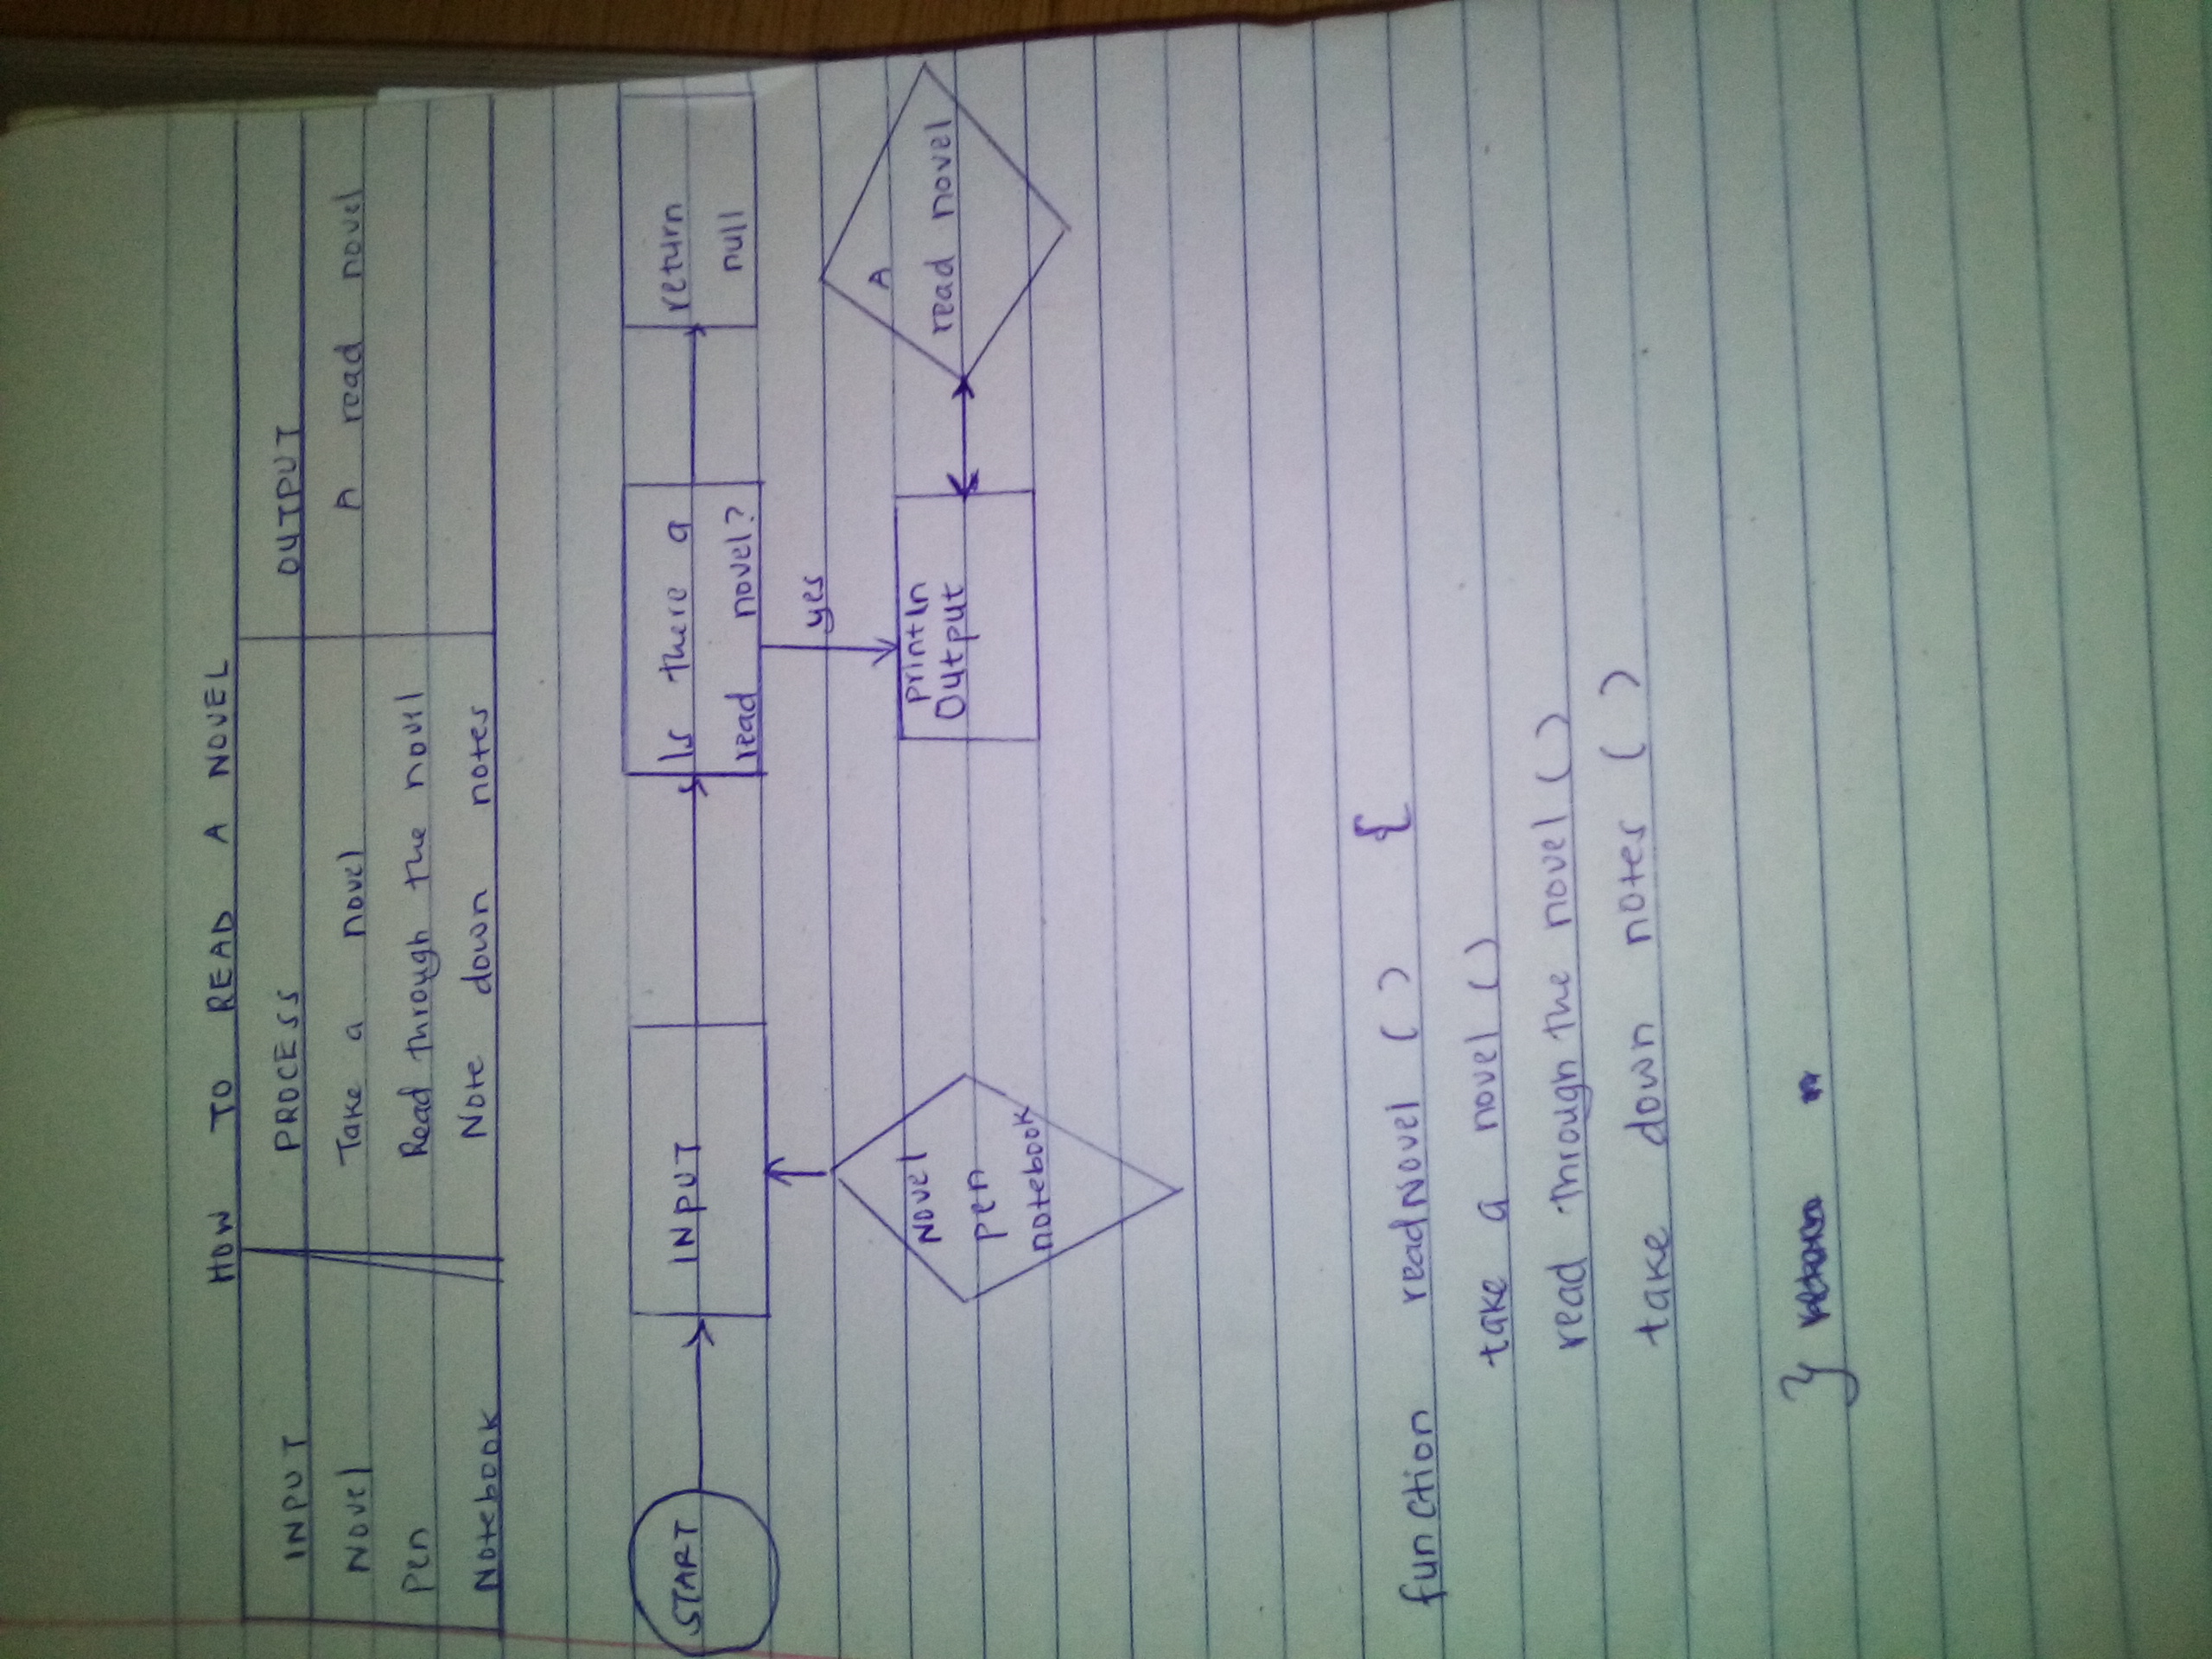 HOW TO READ A NOVEL
INPUT PROCESS OUTPUT
Novel Take a novel A read novel
Pen Read through the novel
Notebook Note down notes
START INPUT Is there a return
read novel? null
yes
Novel Println A
pen Output read novel
notebook
function readNovel ( ) {
take a novel ( )
read through the novel ( )
take down notes ( )
}